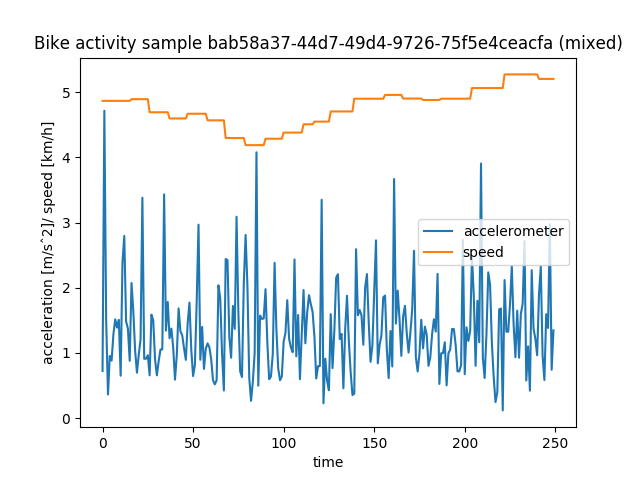 Bike activity sample bab58a37-44d7-49d4-9726-75f5e4ceacfa (mixed)
acceleration [m/s^2]/ speed [km/h]
5
4
3
2
1
0
accelerometer
speed
0 50 100 150 200 250
time